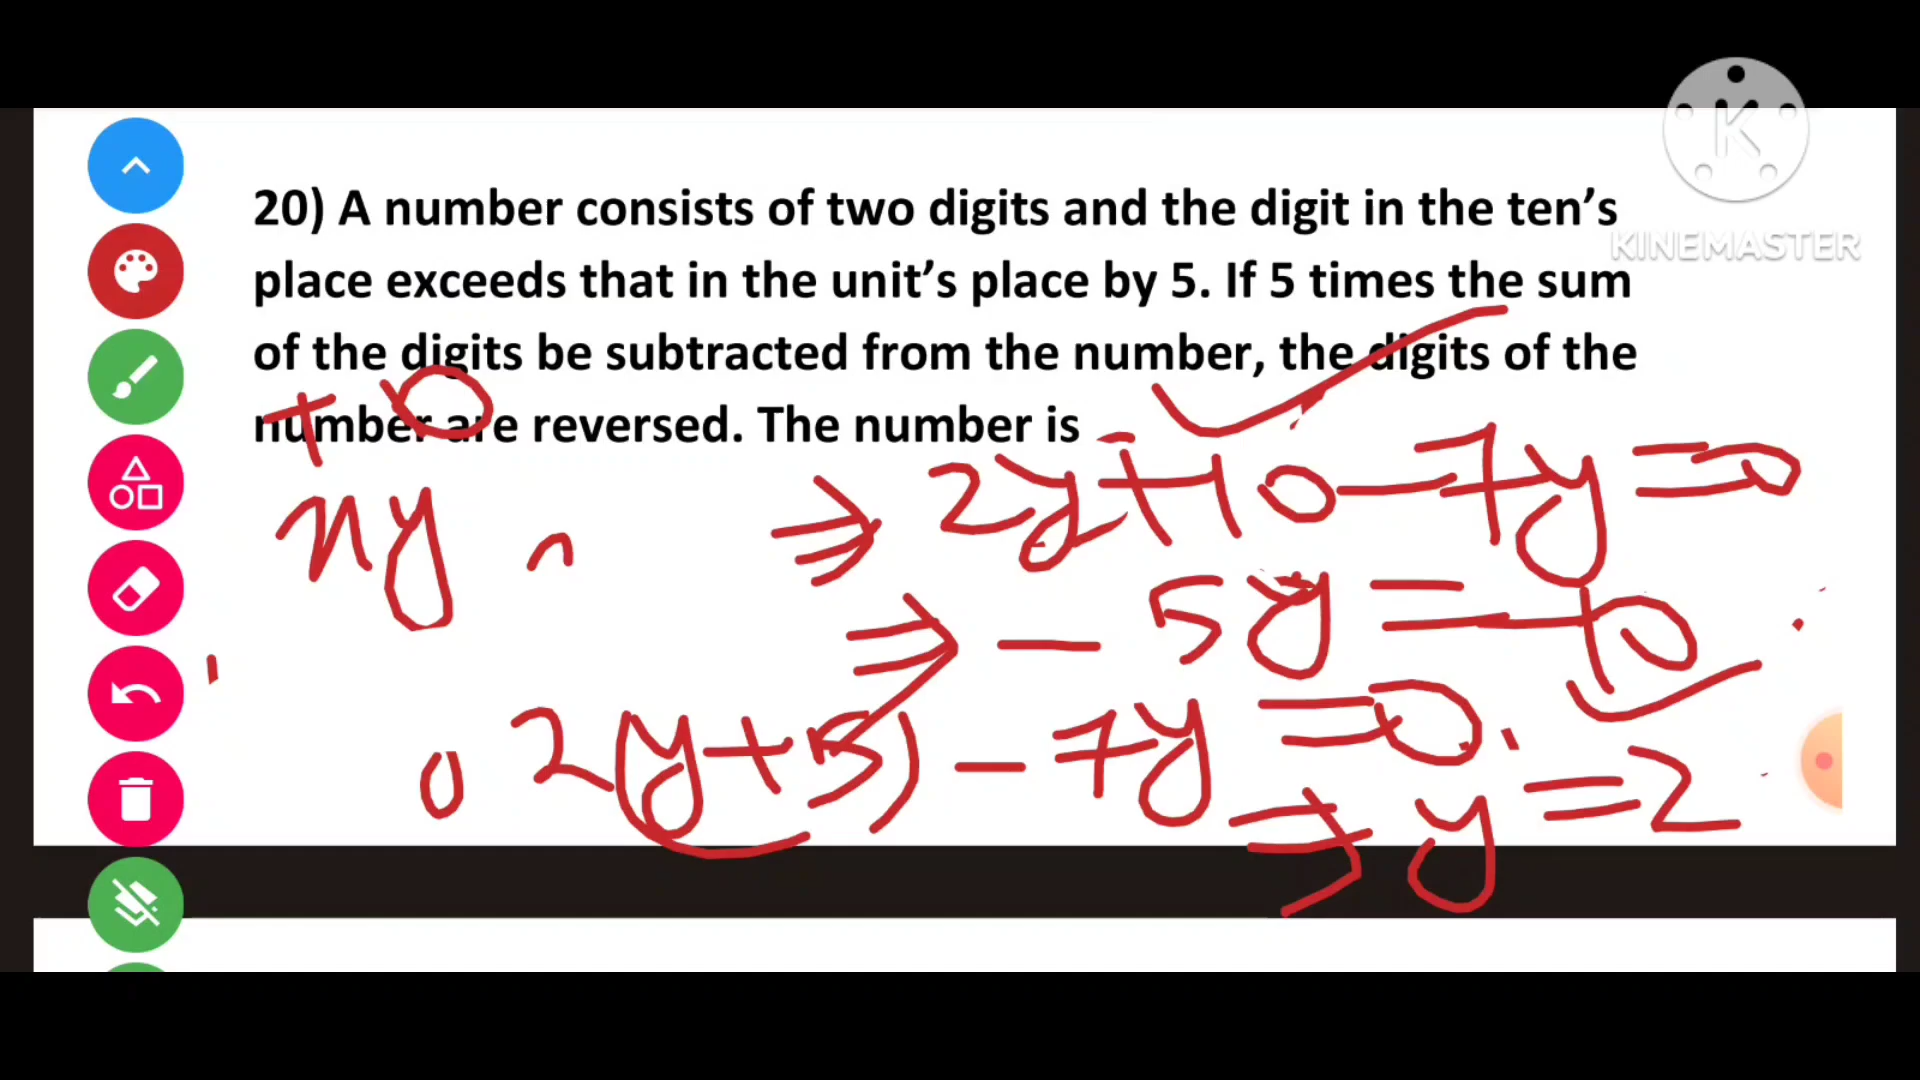 KINEMASTER
20) A number consists of two digits and the digit in the ten’s
place exceeds that in the unit’s place by 5. If 5 times the sum
of the digits be subtracted from the number, the digits of the
number are reversed. The number is
T 0
xy
⇒ 2y+10-7y=0
⇒ - 5y = -10
2(y+5) - 7y = 0
⇒ y = 2